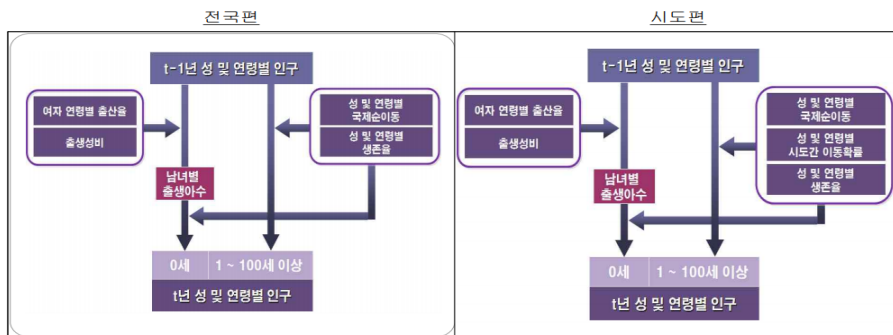 전국편
t-1년 성 및 연령별 인구
여자 연령별 출산율
출생성비
성 및 연령별
국제순이동
성 및 연령별
생존율
남녀별
출생아수
0세
1 ~ 100세 이상
t년 성 및 연령별 인구
시도편
t-1년 성 및 연령별 인구
여자 연령별 출산율
출생성비
성 및 연령별
국제순이동
성 및 연령별
시도간 이동확률
성 및 연령별
생존율
남녀별
출생아수
0세
1 ~ 100세 이상
t년 성 및 연령별 인구